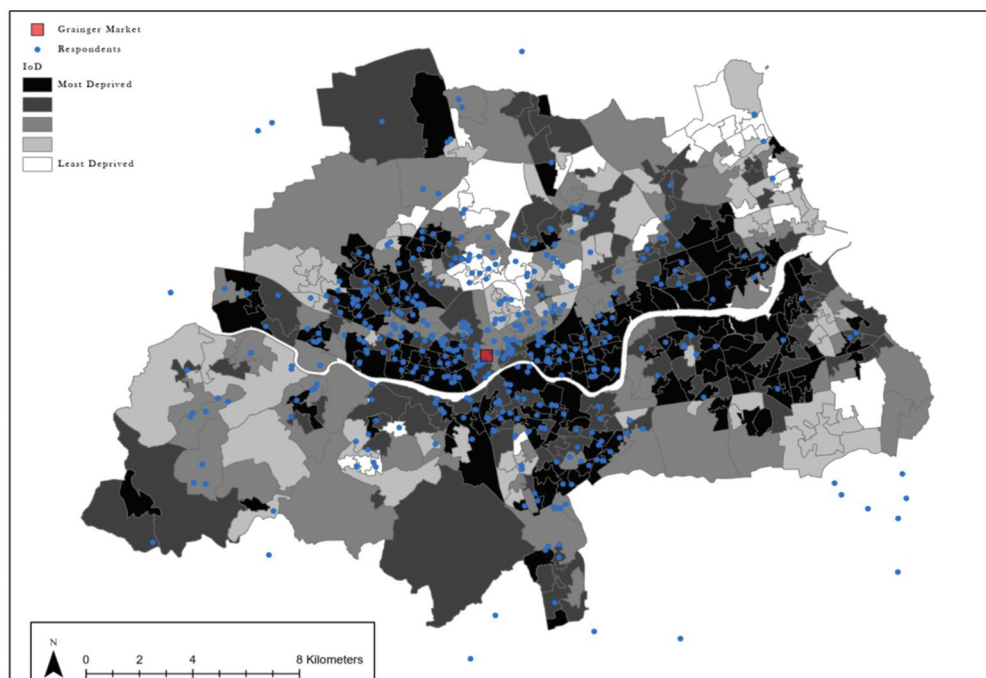 Grainger Market
Respondents
IoD
Most Deprived
Least Deprived
N
0 2 4 8 Kilometers